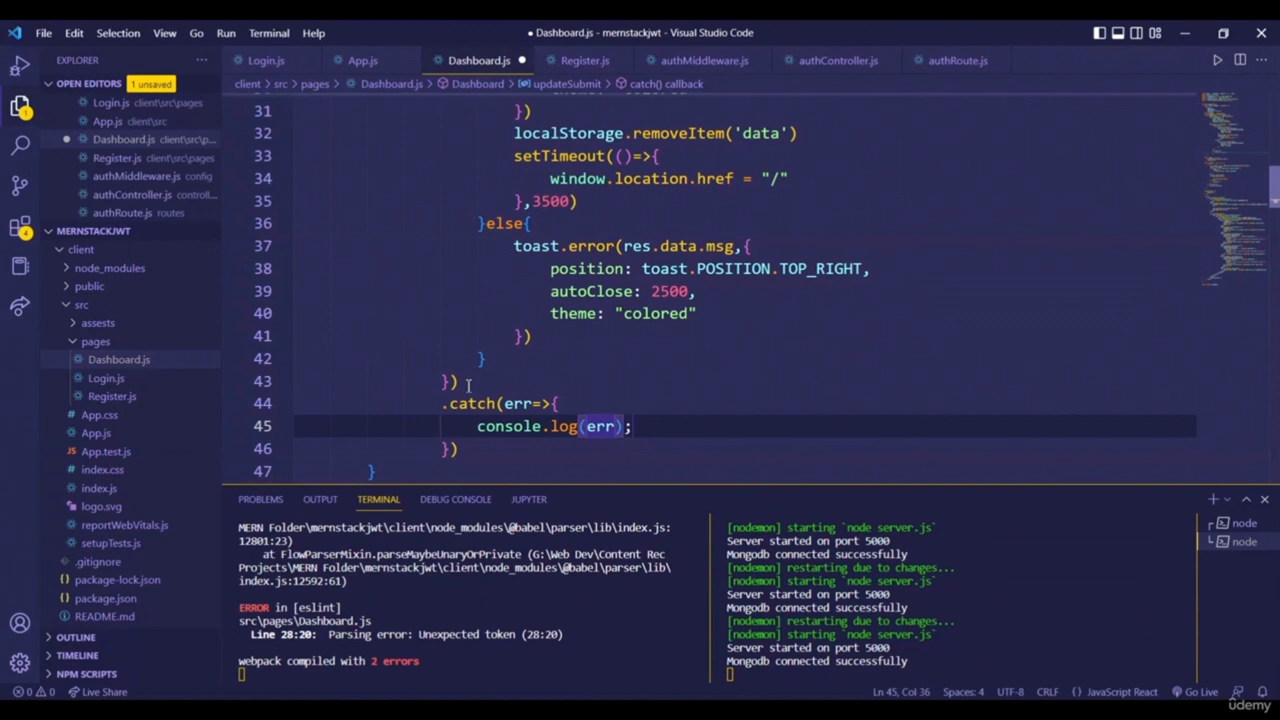 File Edit Selection View Go Run Terminal Help
● Dashboard.js - mernstackjwt - Visual Studio Code
EXPLORER
Login.js App.js Dashboard.js Register.js authMiddleware.js authController.js authRoute.js
OPEN EDITORS 1 unsaved
client > src > pages > Dashboard.js > Dashboard > updateSubmit > catch() callback
Login.js client\src\pages
App.js client\src
Dashboard.js client\src\p...
Register.js client\src\pages
authMiddleware.js config
authController.js controll...
authRoute.js routes
MERNSTACKJWT
client
node_modules
public
src
assests
pages
Dashboard.js
Login.js
Register.js
App.css
App.js
App.test.js
index.css
index.js
logo.svg
reportWebVitals.js
setupTests.js
.gitignore
package-lock.json
package.json
README.md
OUTLINE
TIMELINE
NPM SCRIPTS
31 })
32 localStorage.removeItem('data')
33 setTimeout(()=>{
34 window.location.href = "/"
35 },3500)
36 }else{
37 toast.error(res.data.msg,{
38 position: toast.POSITION.TOP_RIGHT,
39 autoClose: 2500,
40 theme: "colored"
41 })
42 }
43 })
44 .catch(err=>{
45 console.log(err);
46 })
47 }
PROBLEMS OUTPUT TERMINAL DEBUG CONSOLE JUPYTER
MERN Folder\mernstackjwt\client\node_modules\@babel\parser\lib\index.js:
12801:23)
at FlowParserMixin.parseMaybeUnaryOrPrivate (G:\Web Dev\Content Rec
Projects\MERN Folder\mernstackjwt\client\node_modules\@babel\parser\lib\
index.js:12592:61)
ERROR in [eslint]
src\pages\Dashboard.js
Line 28:20: Parsing error: Unexpected token (28:20)
webpack compiled with 2 errors
[nodemon] starting `node server.js`
Server started on port 5000
Mongodb connected successfully
[nodemon] restarting due to changes...
[nodemon] starting `node server.js`
Server started on port 5000
Mongodb connected successfully
[nodemon] restarting due to changes...
[nodemon] starting `node server.js`
Server started on port 5000
Mongodb connected successfully
node
node
0 0 Live Share
Ln 45, Col 36 Spaces: 4 UTF-8 CRLF {} JavaScript React Go Live
udemy